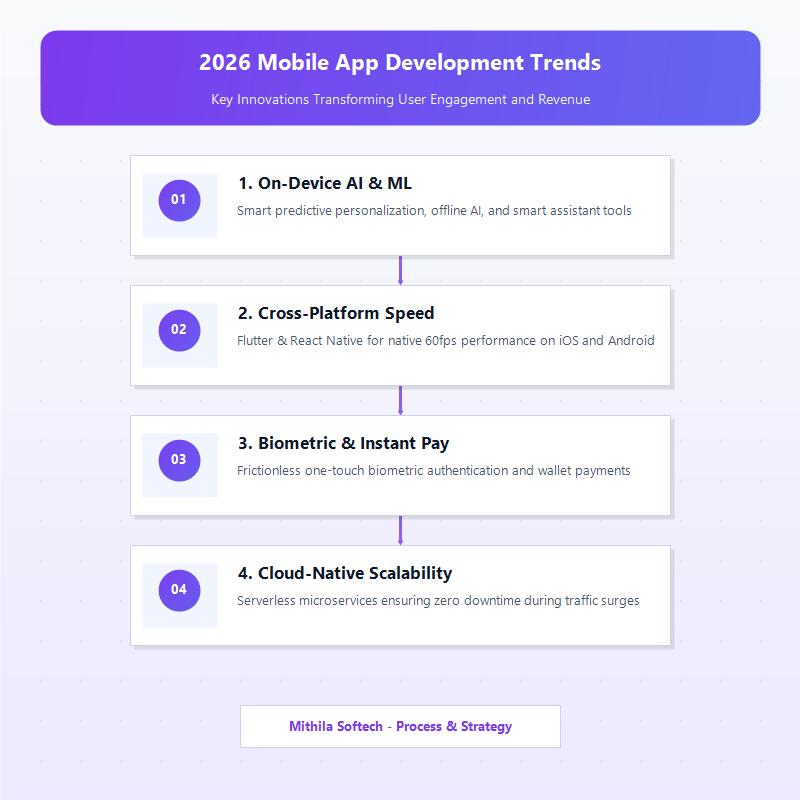 2026 Mobile App Development Trends
Key Innovations Transforming User Engagement and Revenue
01
1. On-Device AI & ML
Smart predictive personalization, offline AI, and smart assistant tools
02
2. Cross-Platform Speed
Flutter & React Native for native 60fps performance on iOS and Android
03
3. Biometric & Instant Pay
Frictionless one-touch biometric authentication and wallet payments
04
4. Cloud-Native Scalability
Serverless microservices ensuring zero downtime during traffic surges
Mithila Softech - Process & Strategy